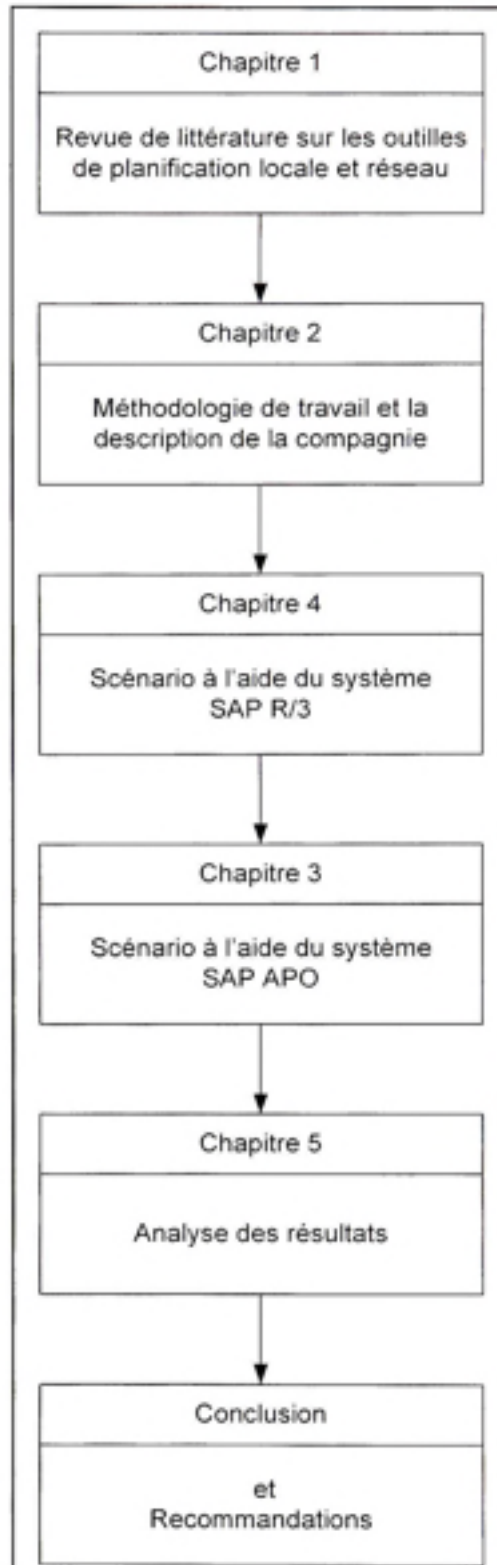 Chapitre 1
Revue de littérature sur les outilles
de planification locale et réseau
Chapitre 2
Méthodologie de travail et la
description de la compagnie
Chapitre 4
Scénario à l'aide du système
SAP R/3
Chapitre 3
Scénario à l'aide du système
SAP APO
Chapitre 5
Analyse des résultats
Conclusion
et
Recommandations